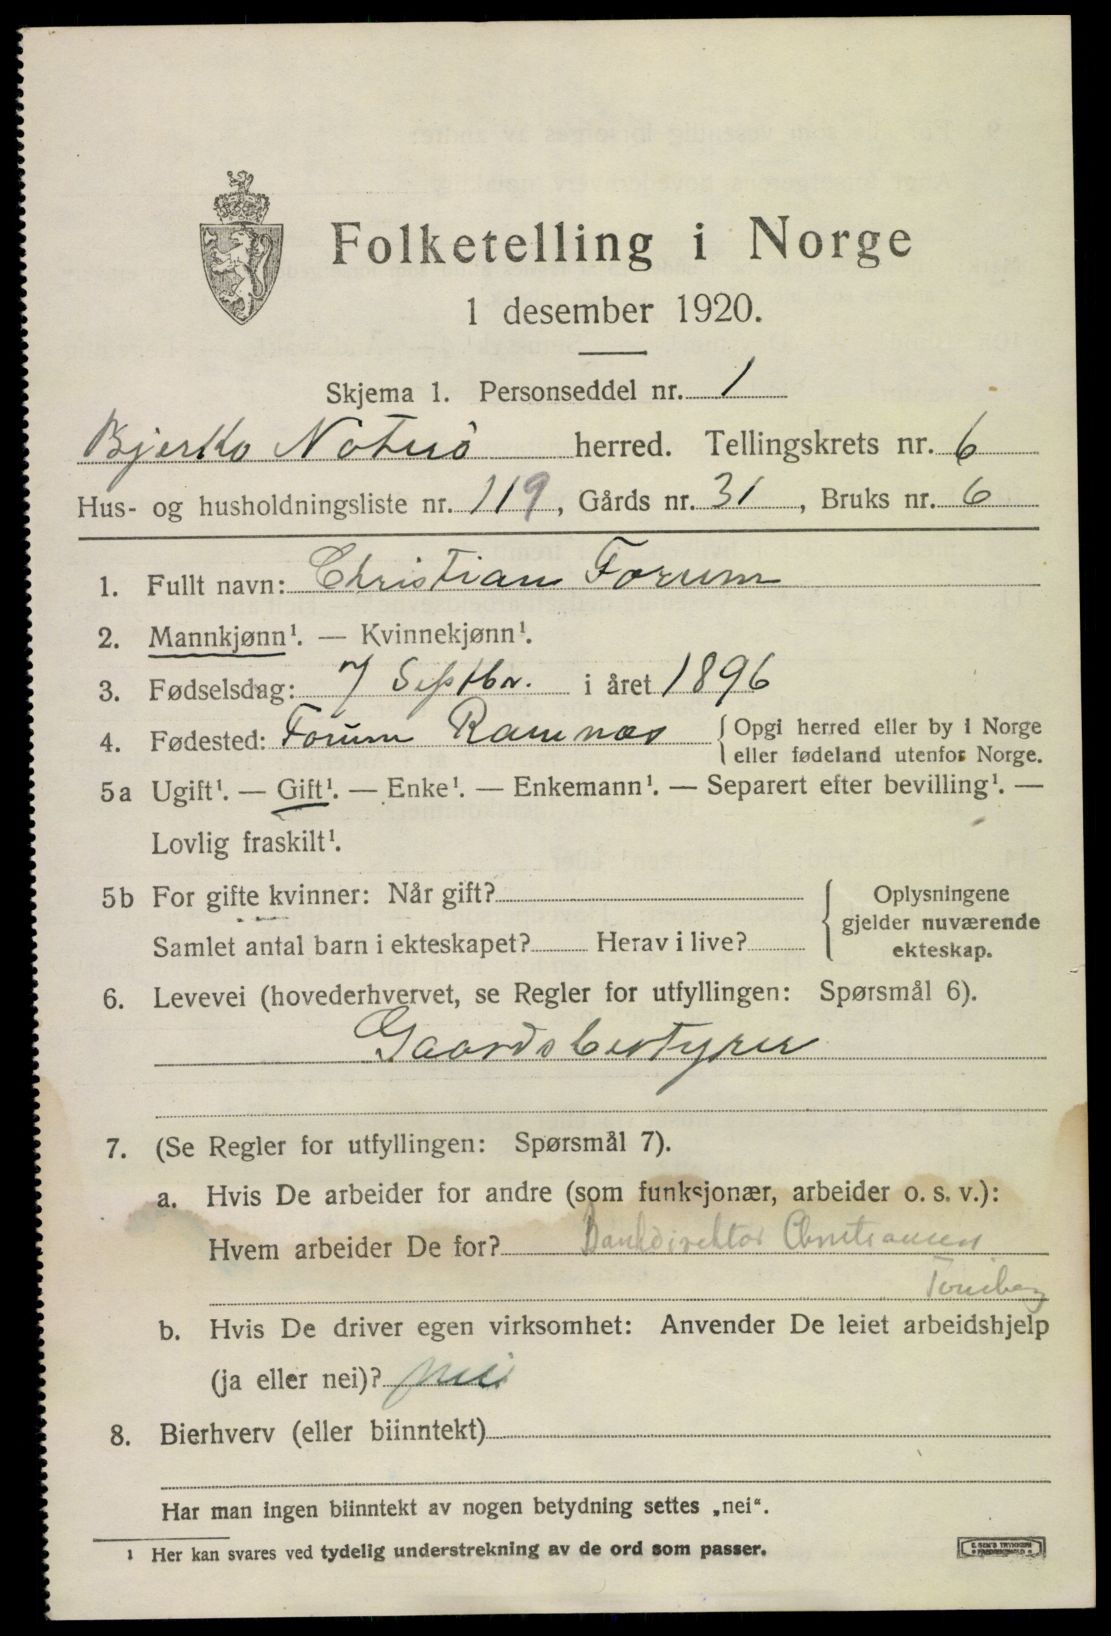 Folketelling i Norge
1 desember 1920.
Skjema 1. Personseddel nr. 1
Bjerko Nøtterö herred. Tellingskrets nr. 6
Hus- og husholdningsliste nr. 119, Gårds nr. 31, Bruks nr. 6
1. Fullt navn: Christian Forum
2. Mannkjønn¹. — Kvinnekjønn¹.
3. Fødselsdag: 7 Septbr. i året 1896
4. Fødested: Forum Ramnæs { Opgi herred eller by i Norge
eller fødeland utenfor Norge.
5a Ugift¹. — Gift¹. — Enke¹. — Enkemann¹. — Separert efter bevilling¹. —
Lovlig fraskilt¹.
5b For gifte kvinner: Når gift?
Samlet antal barn i ekteskapet? Herav i live?
{ Oplysningene
gjelder nuværende
ekteskap.
6. Levevei (hovederhvervet, se Regler for utfyllingen: Spørsmål 6).
Gaardsbestyrer
7. (Se Regler for utfyllingen: Spørsmål 7).
a. Hvis De arbeider for andre (som funksjonær, arbeider o. s. v.):
Hvem arbeider De for? Bankdirektør Christiansen
Tønsberg
b. Hvis De driver egen virksomhet: Anvender De leiet arbeidshjelp
(ja eller nei)? nei
8. Bierhverv (eller biinntekt)
Har man ingen biinntekt av nogen betydning settes „nei“.
¹ Her kan svares ved tydelig understrekning av de ord som passer.